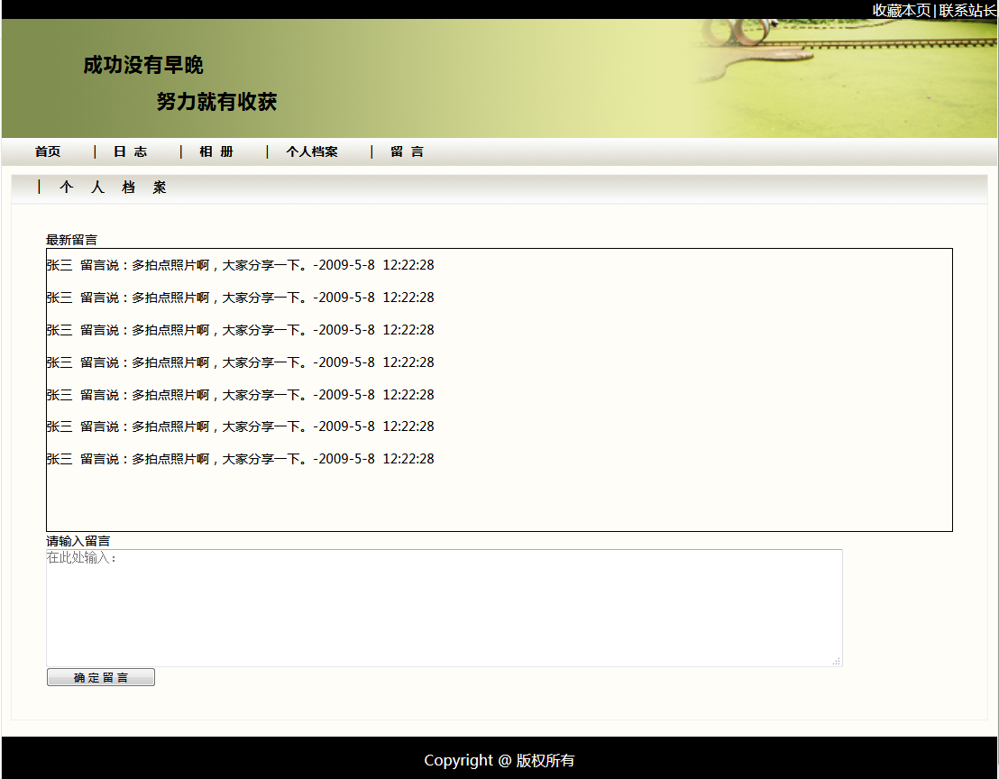 收藏本页|联系站长
成功没有早晚
努力就有收获
首页 | 日 志 | 相 册 | 个人档案 | 留 言
| 个 人 档 案
最新留言
张三 留言说：多拍点照片啊，大家分享一下。-2009-5-8 12:22:28
张三 留言说：多拍点照片啊，大家分享一下。-2009-5-8 12:22:28
张三 留言说：多拍点照片啊，大家分享一下。-2009-5-8 12:22:28
张三 留言说：多拍点照片啊，大家分享一下。-2009-5-8 12:22:28
张三 留言说：多拍点照片啊，大家分享一下。-2009-5-8 12:22:28
张三 留言说：多拍点照片啊，大家分享一下。-2009-5-8 12:22:28
张三 留言说：多拍点照片啊，大家分享一下。-2009-5-8 12:22:28
请输入留言
在此处输入：
确 定 留 言
Copyright @ 版权所有